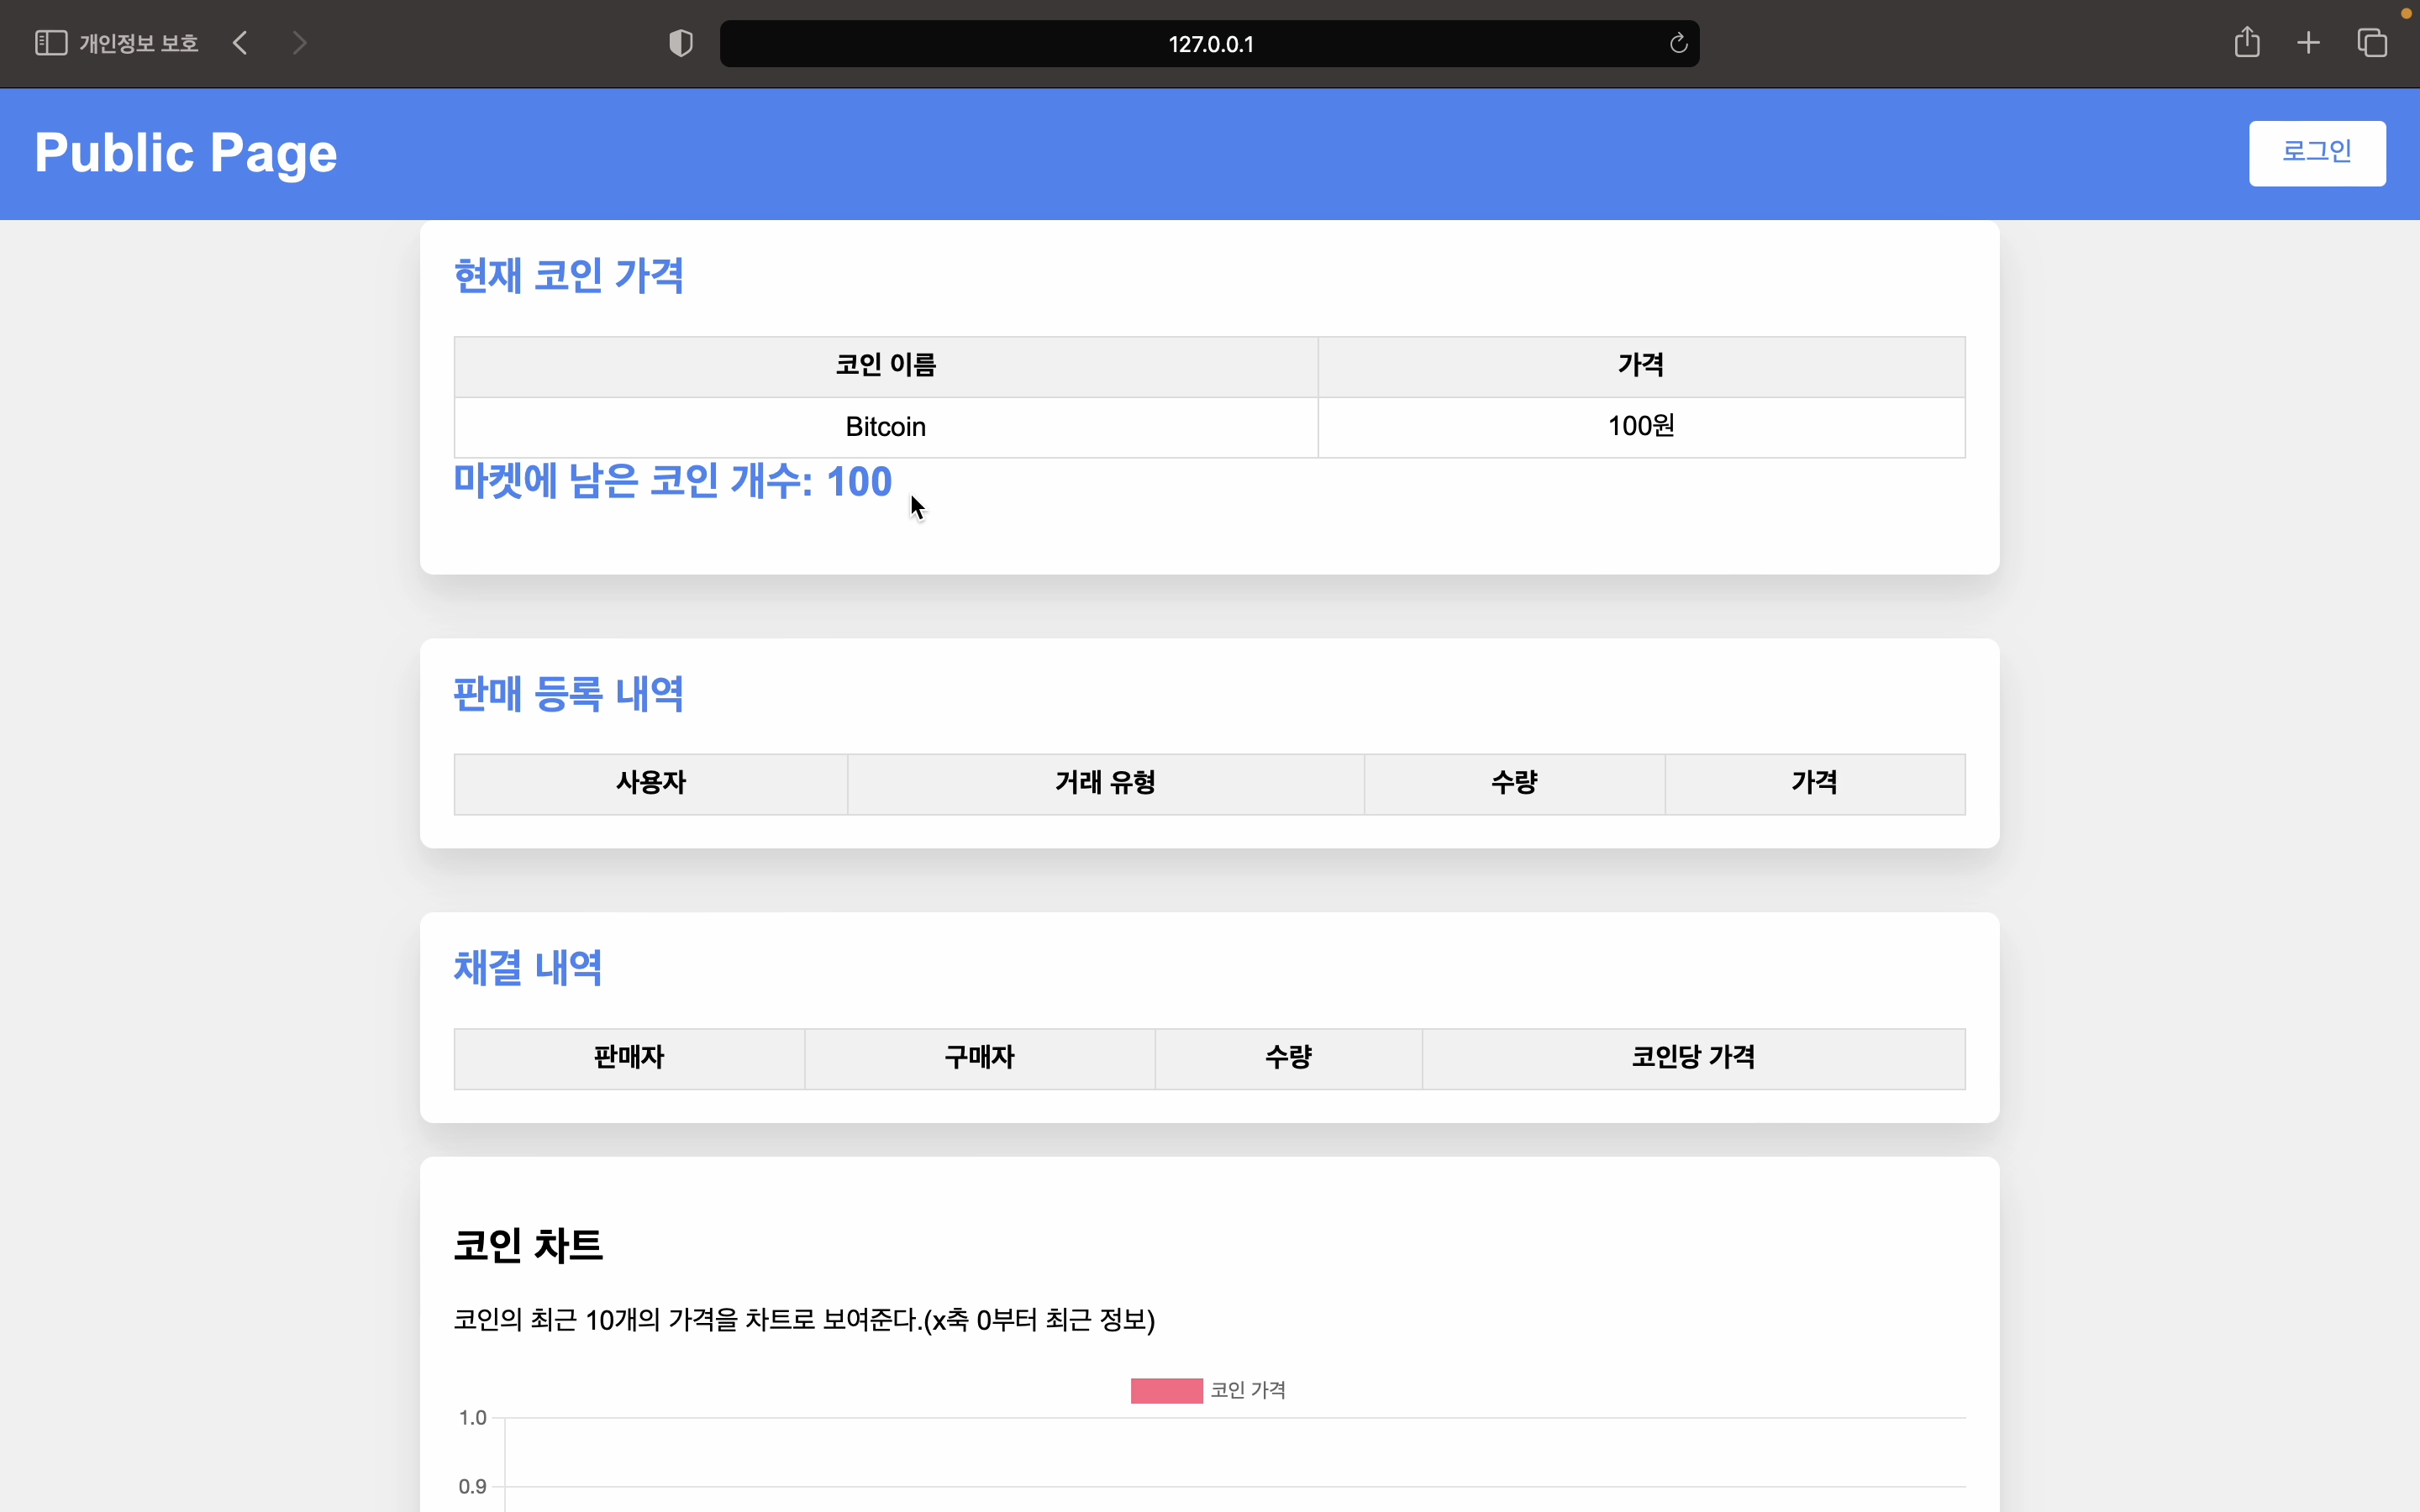 개인정보 보호
127.0.0.1
Public Page
로그인
현재 코인 가격
코인 이름 가격
Bitcoin 100원
마켓에 남은 코인 개수: 100
판매 등록 내역
사용자 거래 유형 수량 가격
채결 내역
판매자 구매자 수량 코인당 가격
코인 차트
코인의 최근 10개의 가격을 차트로 보여준다.(x축 0부터 최근 정보)
코인 가격
1.0
0.9